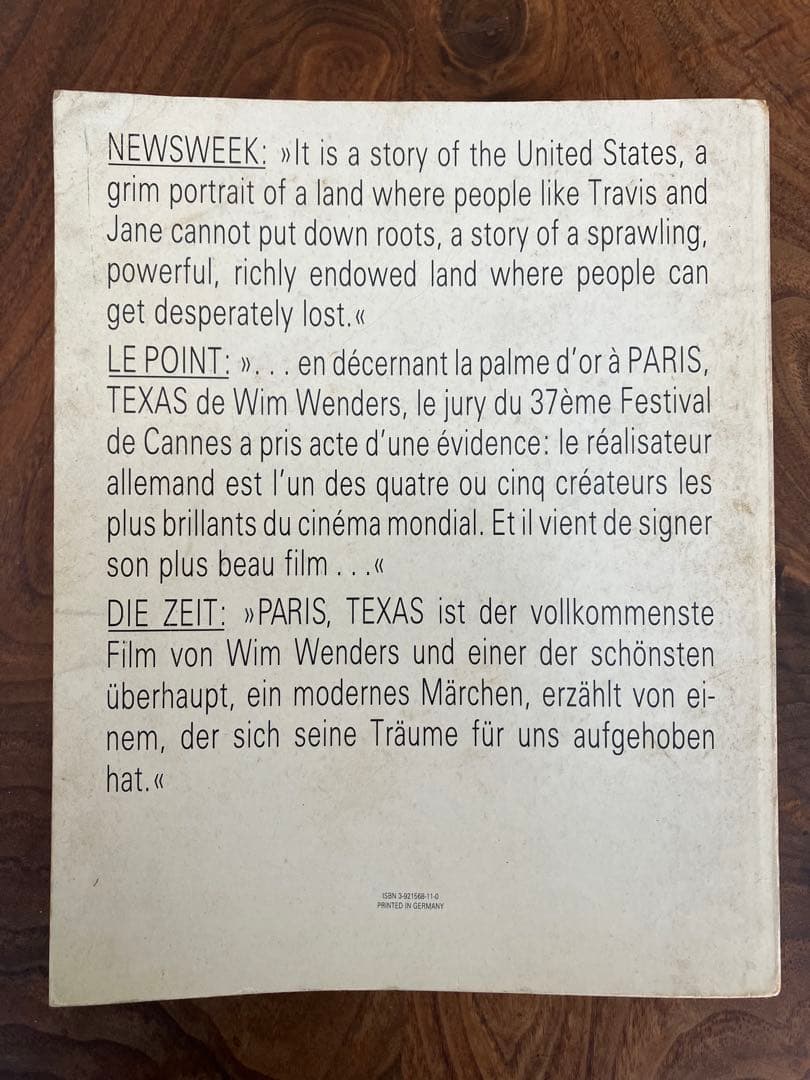 NEWSWEEK: »It is a story of the United States, a
grim portrait of a land where people like Travis and
Jane cannot put down roots, a story of a sprawling,
powerful, richly endowed land where people can
get desperately lost.«
LE POINT: ». . . en décernant la palme d'or à PARIS,
TEXAS de Wim Wenders, le jury du 37ème Festival
de Cannes a pris acte d'une évidence: le réalisateur
allemand est l'un des quatre ou cinq créateurs les
plus brillants du cinéma mondial. Et il vient de signer
son plus beau film . . .«
DIE ZEIT: »PARIS, TEXAS ist der vollkommenste
Film von Wim Wenders und einer der schönsten
überhaupt, ein modernes Märchen, erzählt von ei-
nem, der sich seine Träume für uns aufgehoben
hat.«
ISBN 3-921568-11-0
PRINTED IN GERMANY